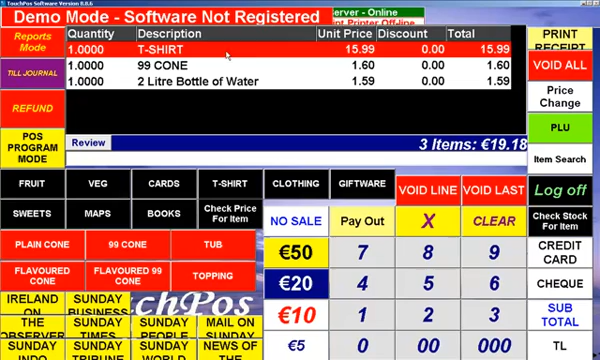 TouchPos Software Version 8.8.6
Demo Mode - Software Not Registered
Server - Online
Print Printer Off-line
Reports Mode
Quantity Description Unit Price Discount Total
1.0000 T-SHIRT 15.99 0.00 15.99
1.0000 99 CONE 1.60 0.00 1.60
1.0000 2 Litre Bottle of Water 1.59 0.00 1.59
PRINT RECEIPT
VOID ALL
TILL JOURNAL
Price Change
REFUND
PLU
POS PROGRAM MODE
Review
3 Items: €19.18
Item Search
FRUIT VEG CARDS T-SHIRT CLOTHING GIFTWARE VOID LINE VOID LAST Log off
SWEETS MAPS BOOKS Check Price For Item NO SALE Pay Out X CLEAR Check Stock For Item
PLAIN CONE 99 CONE TUB €50 7 8 9 CREDIT CARD
FLAVOURED CONE FLAVOURED 99 CONE TOPPING €20 4 5 6 CHEQUE
IRELAND ON SUNDAY BUSINESS uchPos €10 1 2 3 SUB TOTAL
THE OBSERVER SUNDAY TIMES SUNDAY PEOPLE MAIL ON SUNDAY
SUNDAY INDO SUNDAY TRIBUNE SUNDAY WORLD NEWS OF THE €5 0 00 000 TL